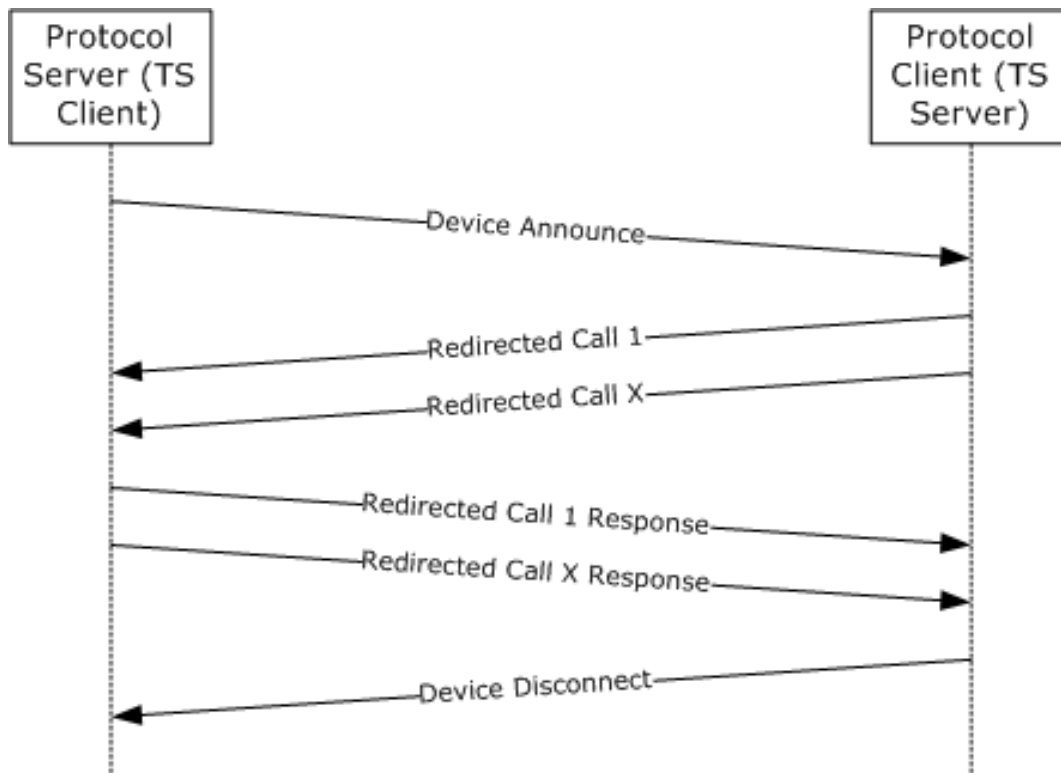 Protocol
Server (TS
Client)
Protocol
Client (TS
Server)
Device Announce
Redirected Call 1
Redirected Call X
Redirected Call 1 Response
Redirected Call X Response
Device Disconnect